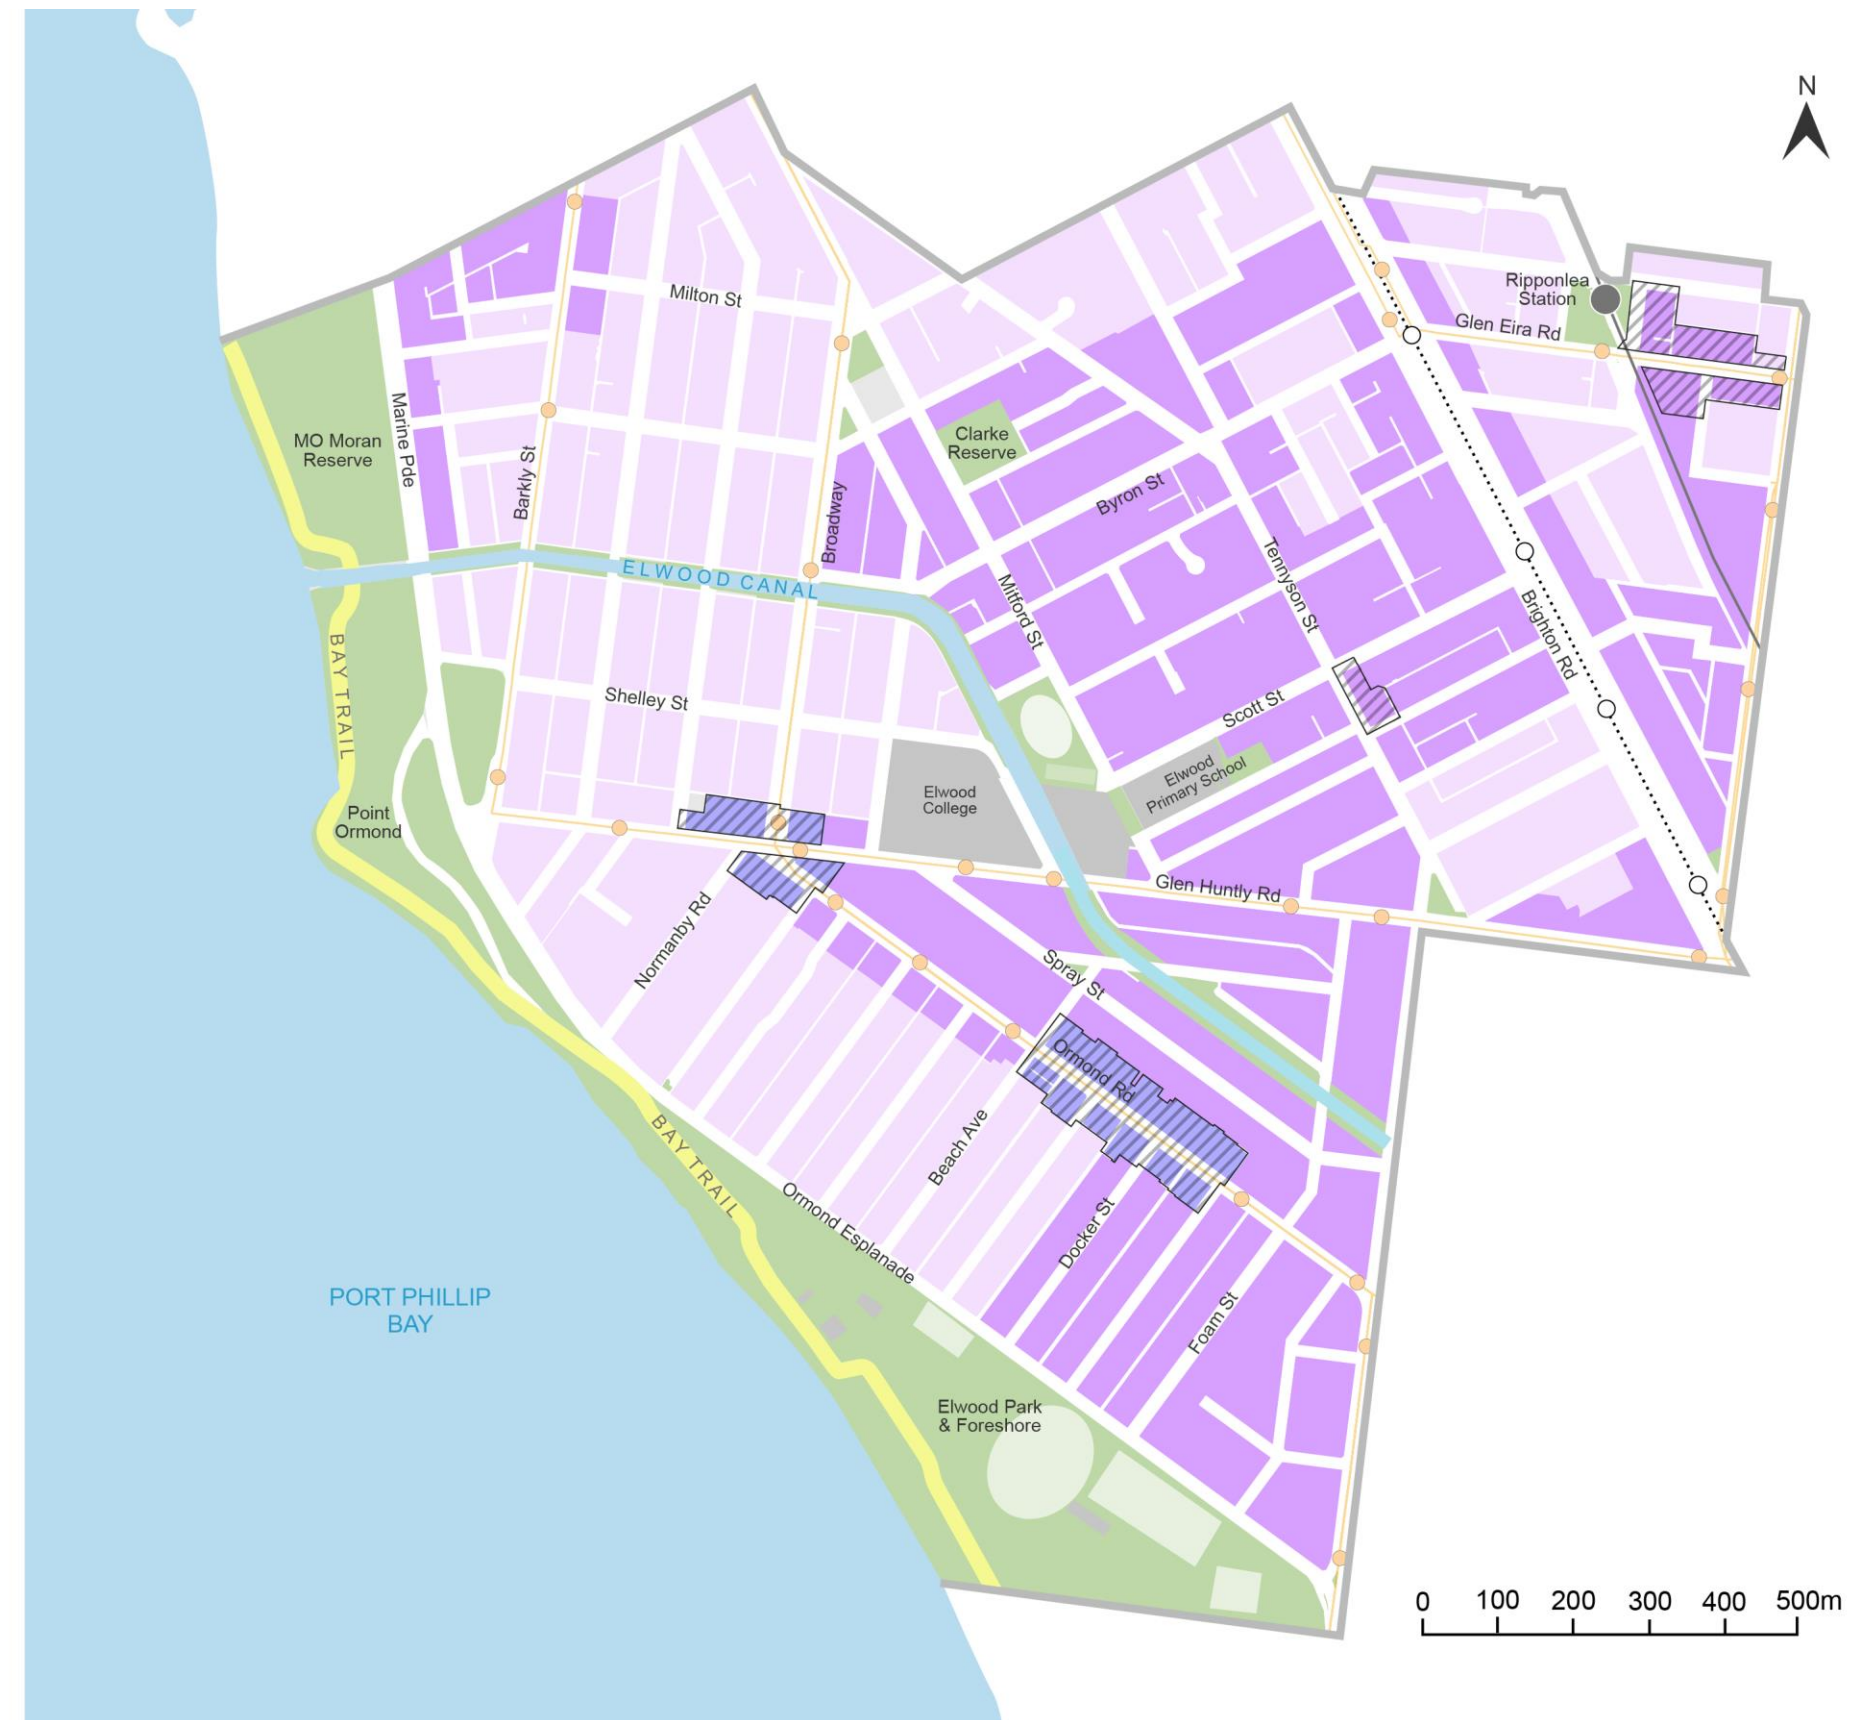 N
Ripponlea
Station
Glen Eira Rd
Milton St
MO Moran
Reserve
Marine Pde
Barkly St
Broadway
Clarke
Reserve
Byron St
Tennyson St
Mitford St
Brighton Rd
ELWOOD CANAL
BAY TRAIL
Shelley St
Scott St
Elwood
Primary School
Elwood
College
Point
Ormond
Glen Huntly Rd
Normanby Rd
Spray St
Ormond Rd
Beach Ave
BAY TRAIL
Ormond Esplanade
Docker St
Foam St
PORT PHILLIP
BAY
Elwood Park
& Foreshore
0 100 200 300 400 500m